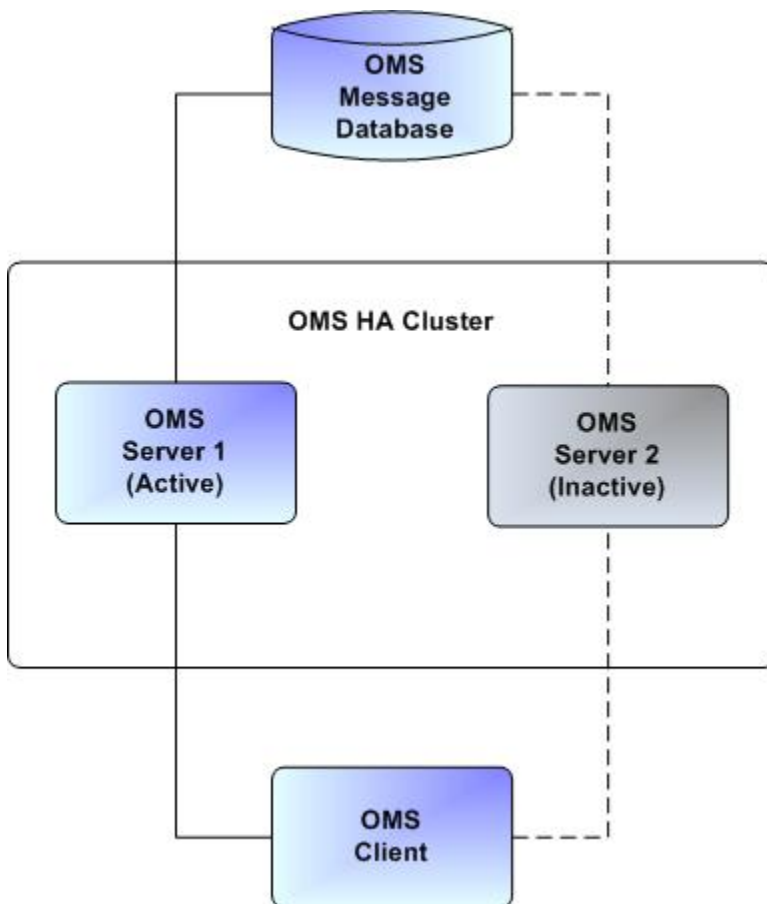 OMS
Message
Database
OMS HA Cluster
OMS
Server 1
(Active)
OMS
Server 2
(Inactive)
OMS
Client